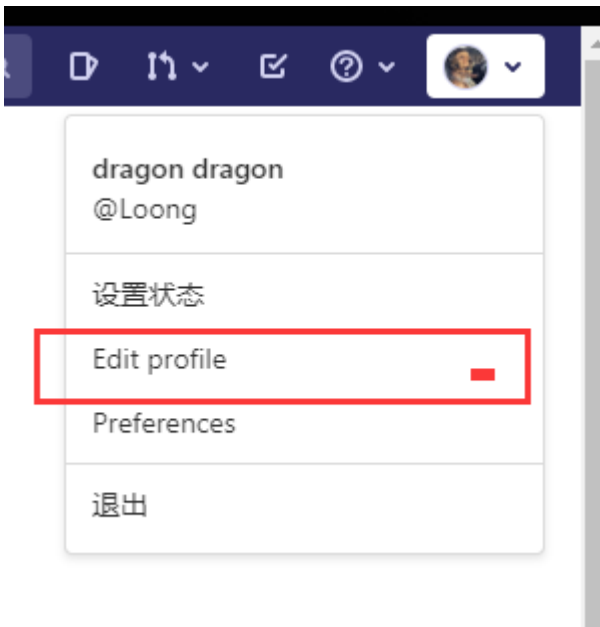 dragon dragon
@Loong
设置状态
Edit profile
Preferences
退出